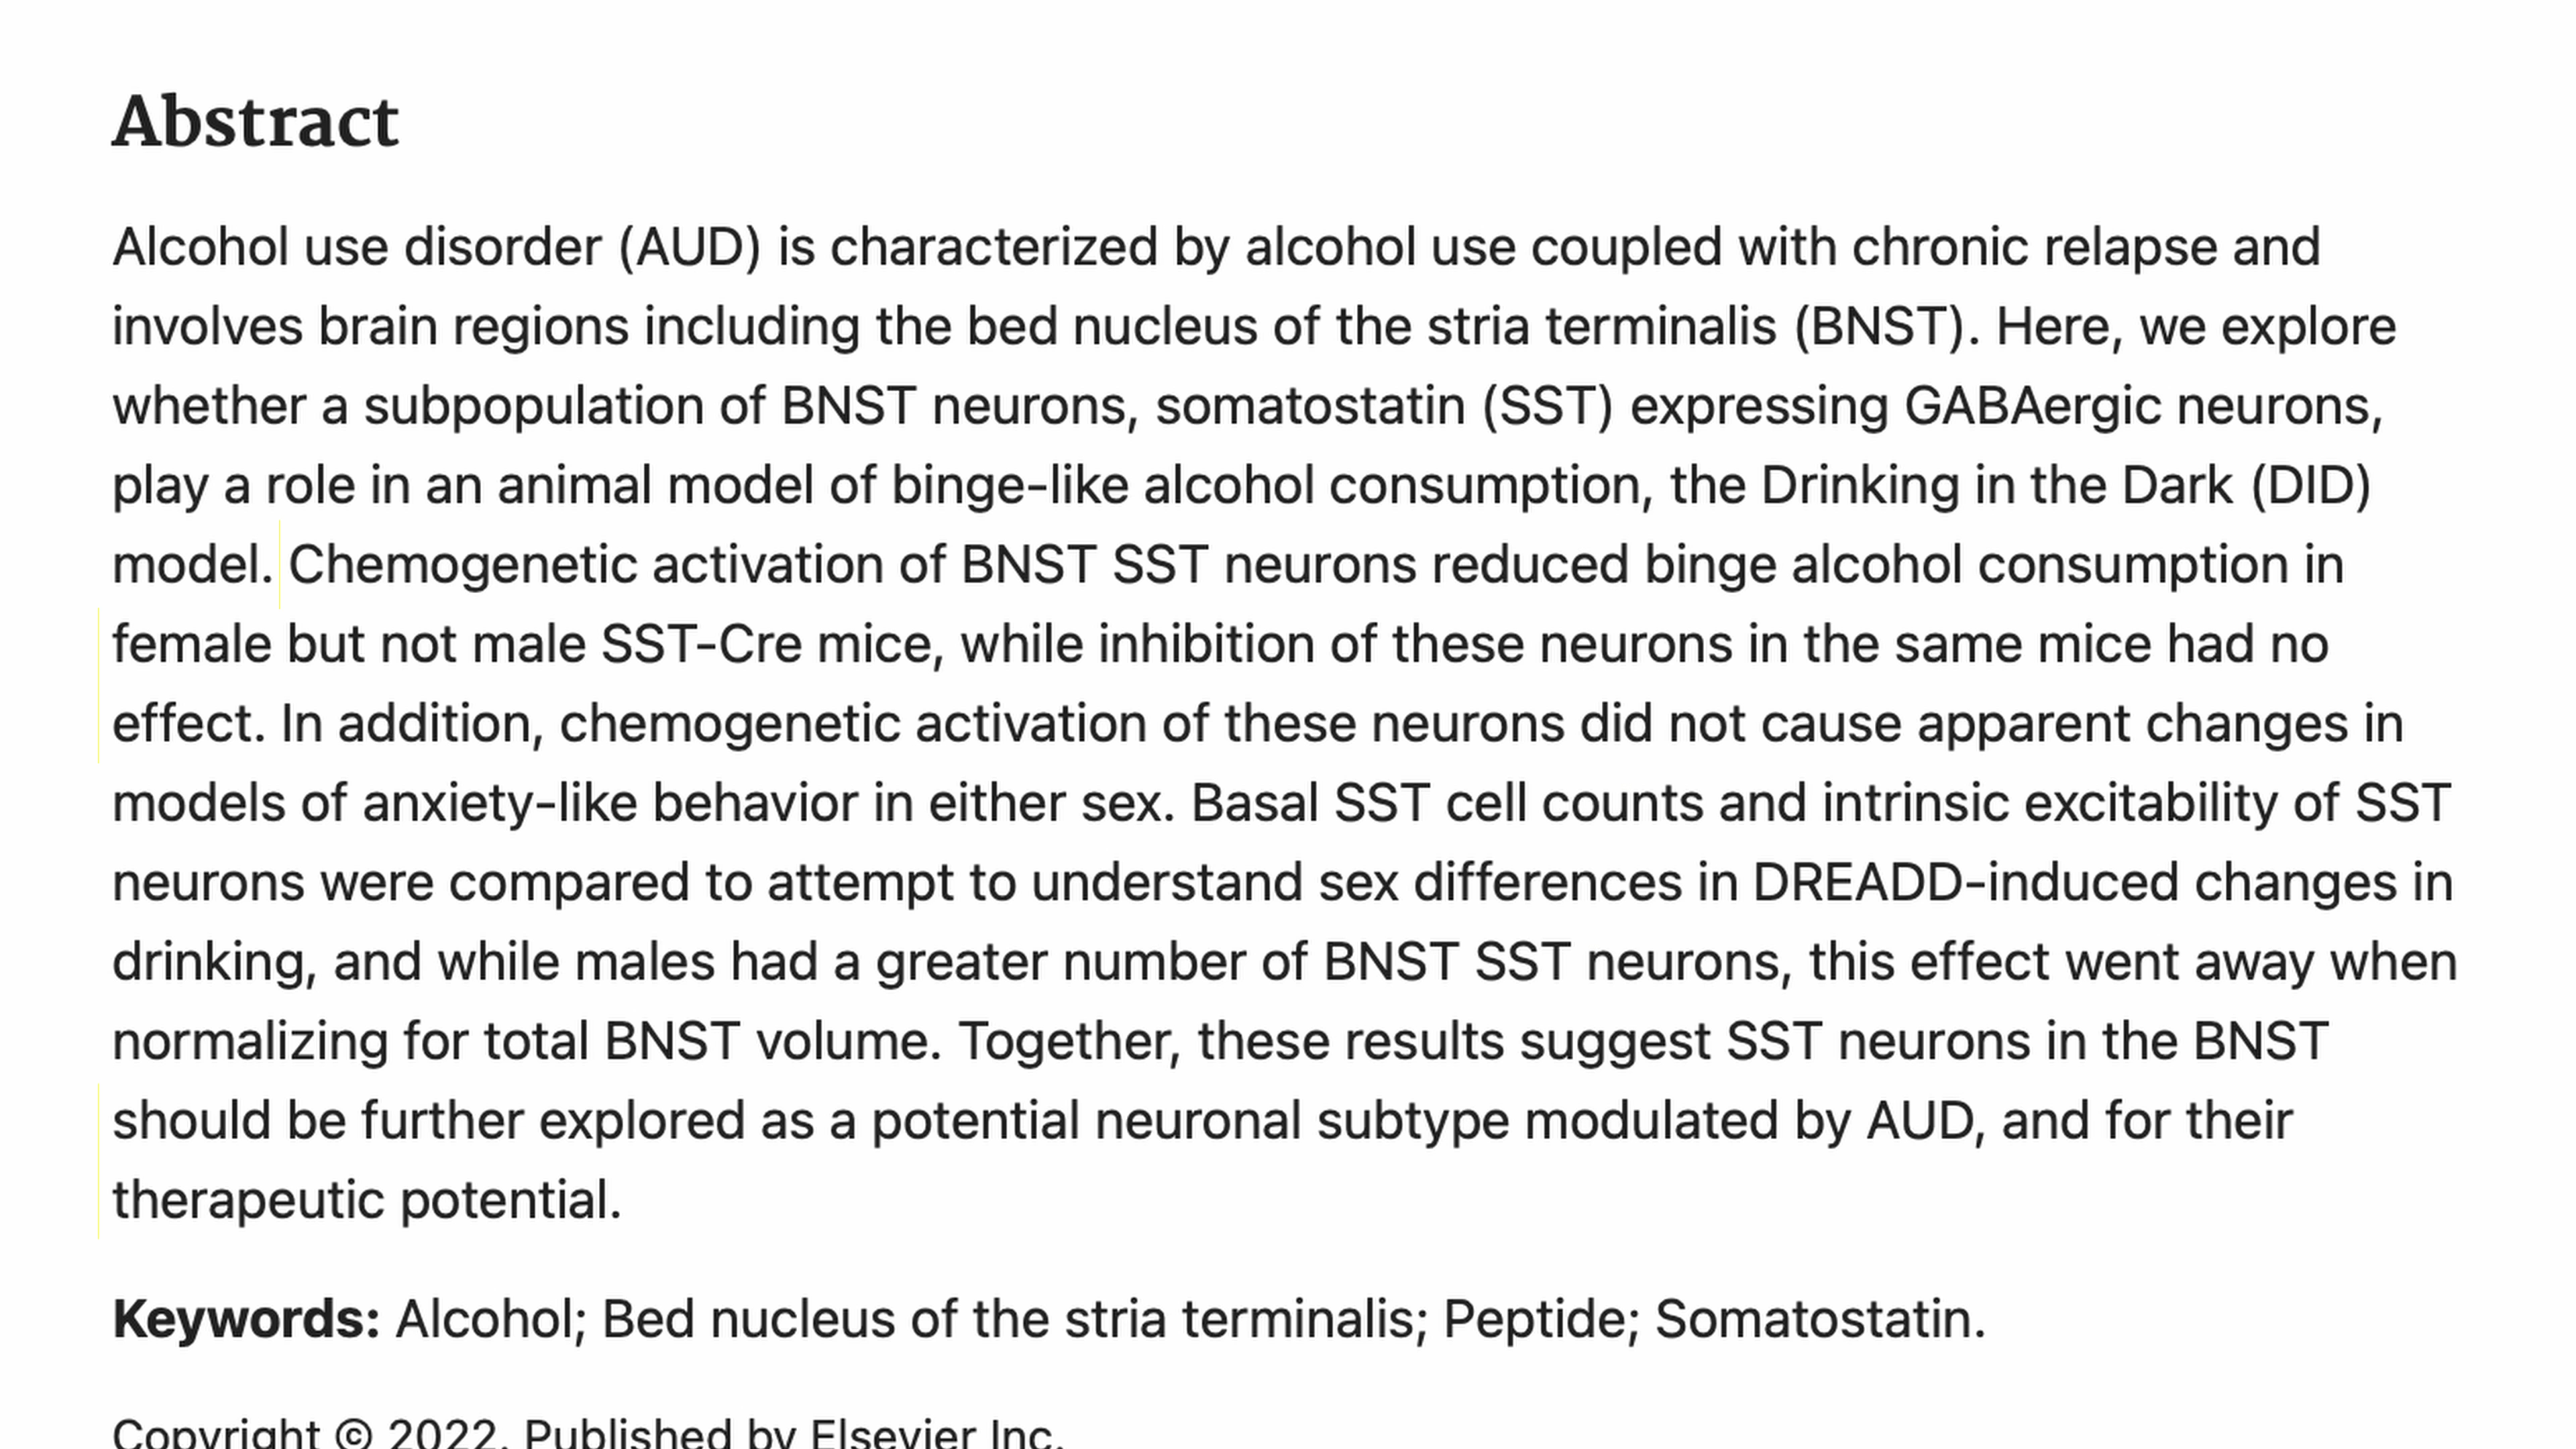 Abstract
Alcohol use disorder (AUD) is characterized by alcohol use coupled with chronic relapse and
involves brain regions including the bed nucleus of the stria terminalis (BNST). Here, we explore
whether a subpopulation of BNST neurons, somatostatin (SST) expressing GABAergic neurons,
play a role in an animal model of binge-like alcohol consumption, the Drinking in the Dark (DID)
model. Chemogenetic activation of BNST SST neurons reduced binge alcohol consumption in
female but not male SST-Cre mice, while inhibition of these neurons in the same mice had no
effect. In addition, chemogenetic activation of these neurons did not cause apparent changes in
models of anxiety-like behavior in either sex. Basal SST cell counts and intrinsic excitability of SST
neurons were compared to attempt to understand sex differences in DREADD-induced changes in
drinking, and while males had a greater number of BNST SST neurons, this effect went away when
normalizing for total BNST volume. Together, these results suggest SST neurons in the BNST
should be further explored as a potential neuronal subtype modulated by AUD, and for their
therapeutic potential.
Keywords: Alcohol; Bed nucleus of the stria terminalis; Peptide; Somatostatin.
Copyright © 2022. Published by Elsevier Inc.